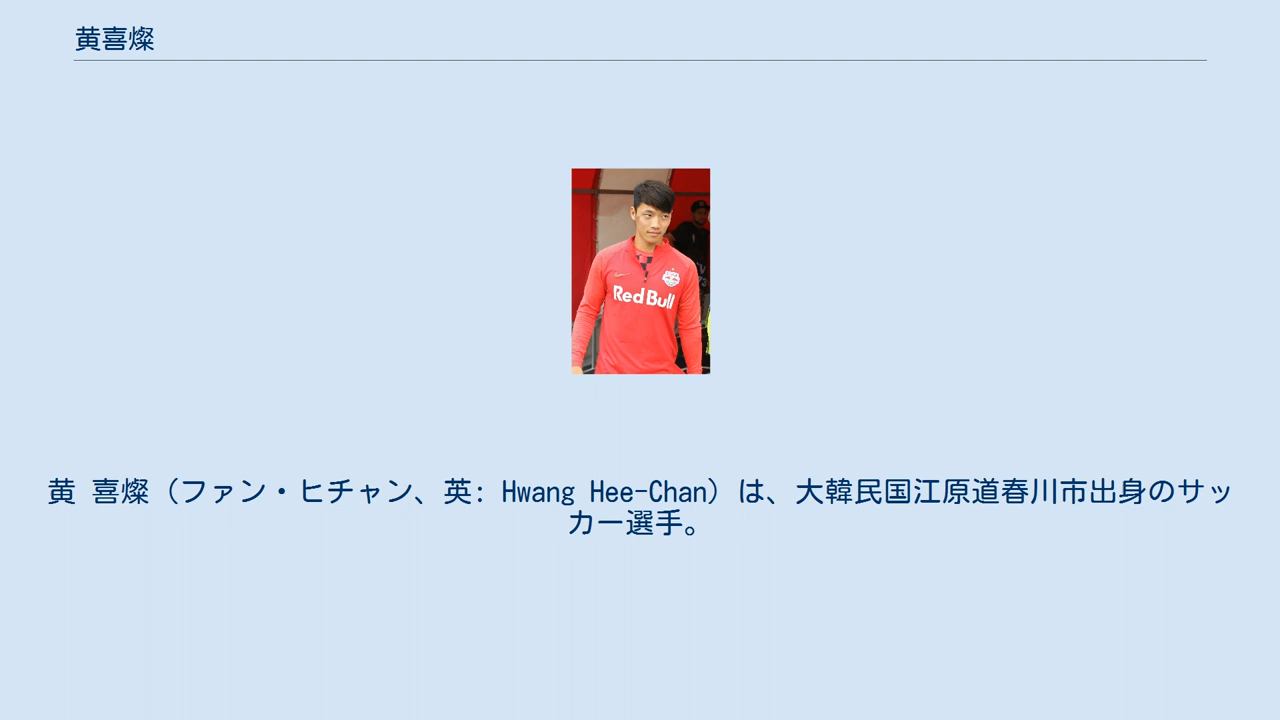 黄喜燦
Red Bull
黄 喜燦（ファン・ヒチャン、英: Hwang Hee-Chan）は、大韓民国江原道春川市出身のサッ
カー選手。